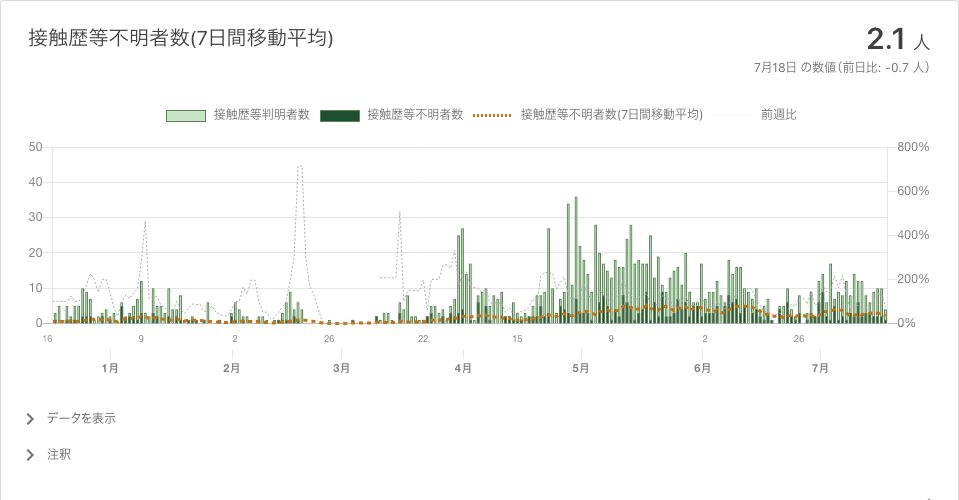 接触歴等不明者数(7日間移動平均)
2.1 人
7月18日 の数値(前日比: -0.7 人)
接触歴等判明者数 接触歴等不明者数 接触歴等不明者数(7日間移動平均) 前週比
50 800%
40 600%
30 400%
20 200%
10 0%
0
16 9 2 26 22 15 9 2 26
1月 2月 3月 4月 5月 6月 7月
データを表示
注釈